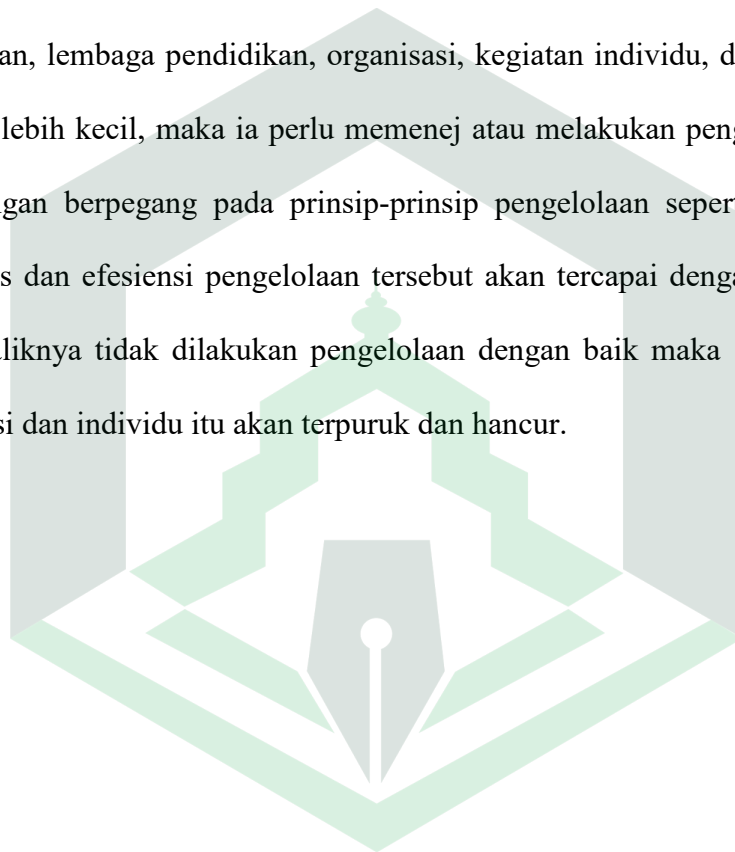 an, lembaga pendidikan, organisasi, kegiatan individu, d
lebih kecil, maka ia perlu memenej atau melakukan peng
gan berpegang pada prinsip-prinsip pengelolaan seper
s dan efesiensi pengelolaan tersebut akan tercapai denga
liknya tidak dilakukan pengelolaan dengan baik maka
si dan individu itu akan terpuruk dan hancur.